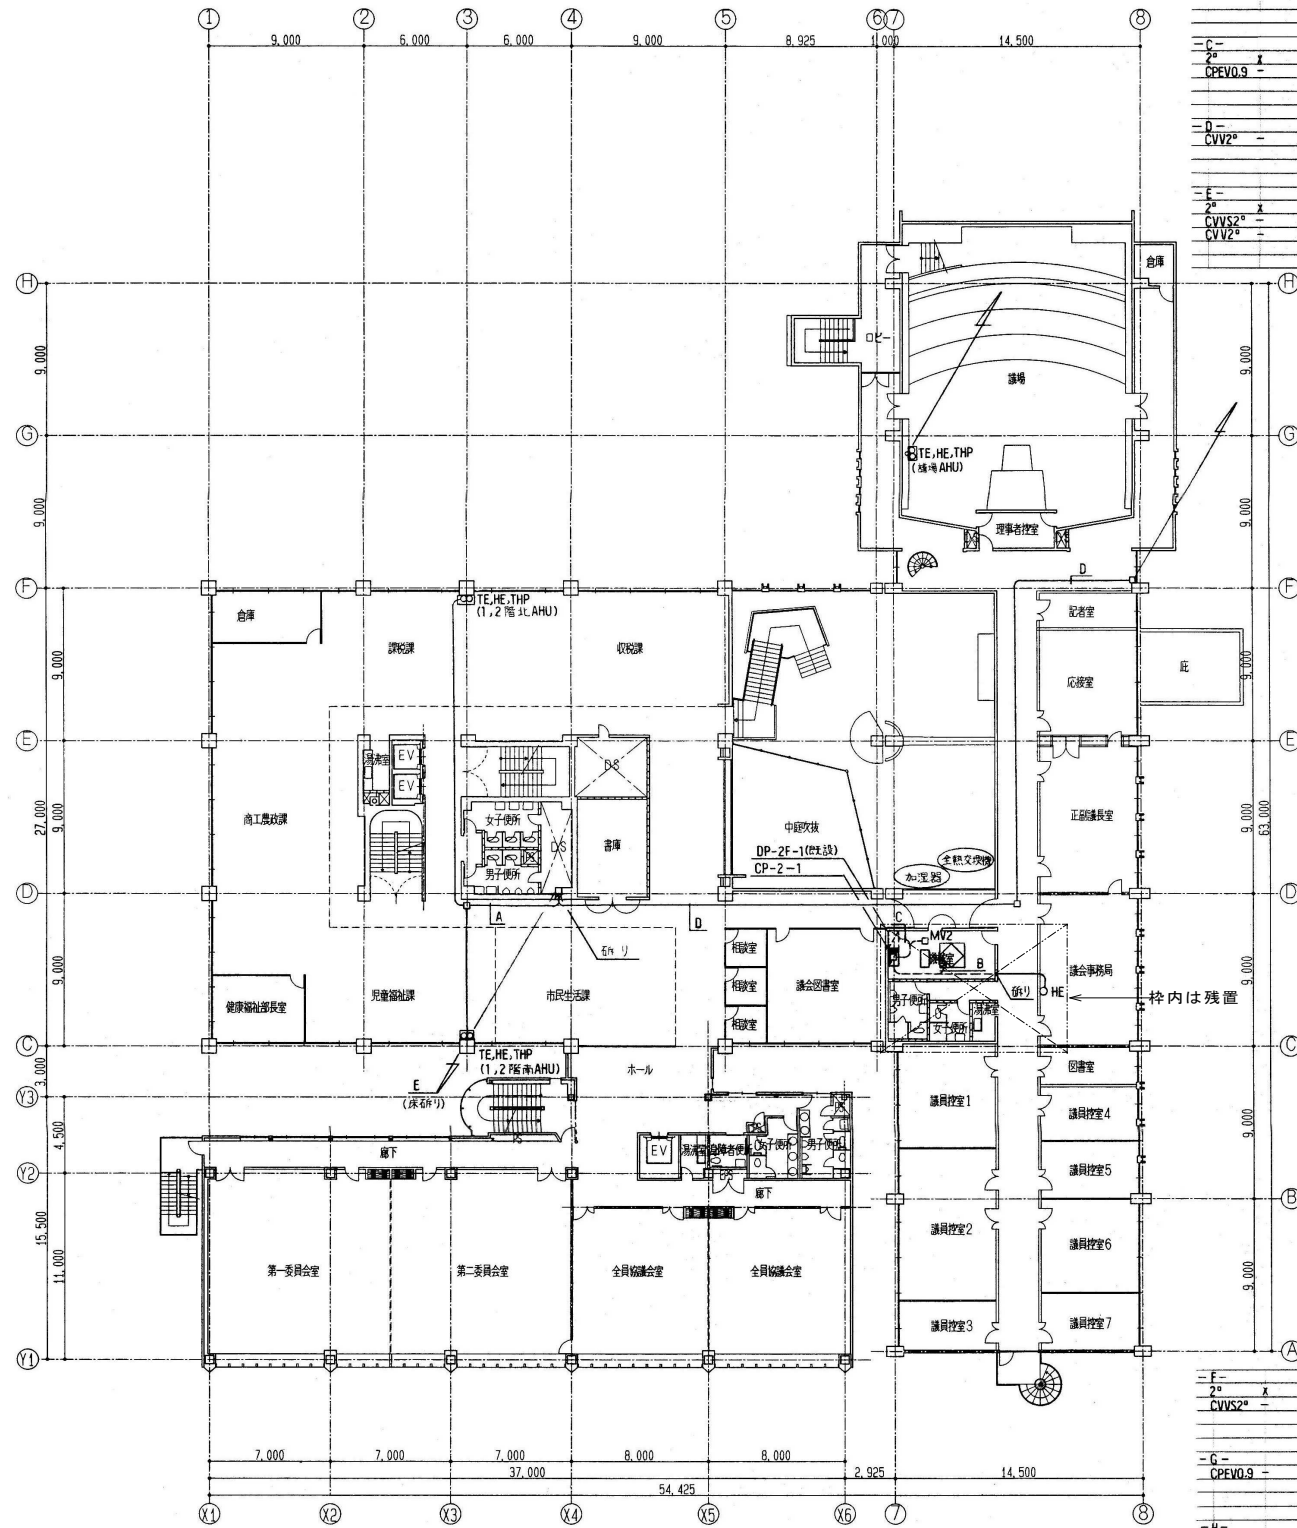 ① ② ③ ④ ⑥ ⑦ ⑧
9,000 6,000 6,000 9,000 8,925 1,000 14,500
-C-
2° x
CPEV0.9 -
-D-
CVV2° -
-E-
2° x
CVVS2° -
CVV2° -
倉庫
H H
ロビー
9,000 9,000
議場
G G
TE,HE,THP
(議場AHU)
9,000 9,000
理事者控室
D
F F
TE,HE,THP
(1,2階北AHU)
倉庫
記者室
課税課 収税課
9,000 9,000
応接室 庇
E E
湯沸室 EV DS
EV
27,000 9,000 9,000 63,000
商工農政課 女子便所 DS 書庫 中庭吹抜 正副議長室
DP-2F-1(既設) 全熱交換機
男子便所 CP-2-1 加湿器
D D
A D C
MV2
斫り 相談室 B
9,000 相談室 議会図書室 議会事務局 9,000
児童福祉課 市民生活課 斫り HE 枠内は残置
健康福祉部長室 男子便所 湯沸室
相談室 女子便所
C C
TE,HE,THP
(1,2階南AHU)
3,000 ホール 図書室
E
(床斫り)
Y3
議員控室1 議員控室4
4,500 9,000
EV 湯沸室 身障者便所 女子便所 男子便所
廊下 PS 議員控室5
Y2
廊下
B
15,500 議員控室2 議員控室6
11,000 第一委員会室 第二委員会室 全員協議会室 全員協議会室 9,000
議員控室3 議員控室7
Y1 A
-F-
2° x
CVVS2° -
7,000 7,000 7,000 8,000 8,000
37,000 2,925 14,500
-G-
CPEV0.9 -
54,425
X1 X2 X3 X4 X5 X6 ⑦ ⑧
-H-